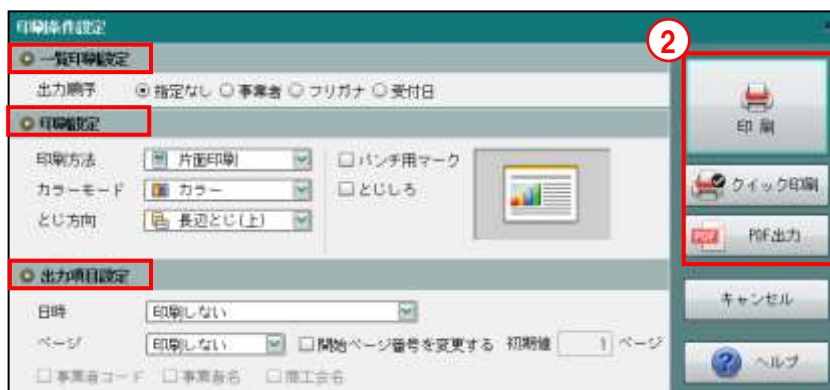 印刷条件設定
一覧印刷設定
出力順序 指定なし 事業者 フリガナ 受付日
印刷設定
印刷方法 片面印刷 パンチ用マーク
カラーモード カラー とじしろ
とじ方向 長辺とじ(上)
出力項目設定
日時 印刷しない
ページ 印刷しない 開始ページ番号を変更する 初期値 1 ページ
事業者コード 事業者名 商工会名
2
印刷
クイック印刷
PDF PDF出力
キャンセル
? ヘルプ